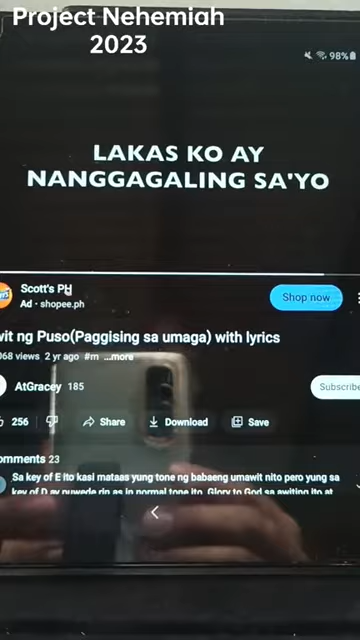 Project Nehemiah
2023
98%
LAKAS KO AY
NANGGAGALING SA'YO
Scott's PH
Ad • shopee.ph
Shop now
wit ng Puso(Paggising sa umaga) with lyrics
068 views 2 yr ago #m ...more
AtGracey 185
Subscribe
256 Share Download Save
omments 23
Sa key of E ito kasi mataas yung tone ng babaeng umawit nito pero yung sa
key of D ay puwede rin as in normal tone ito. Glory to God sa awiting ito at